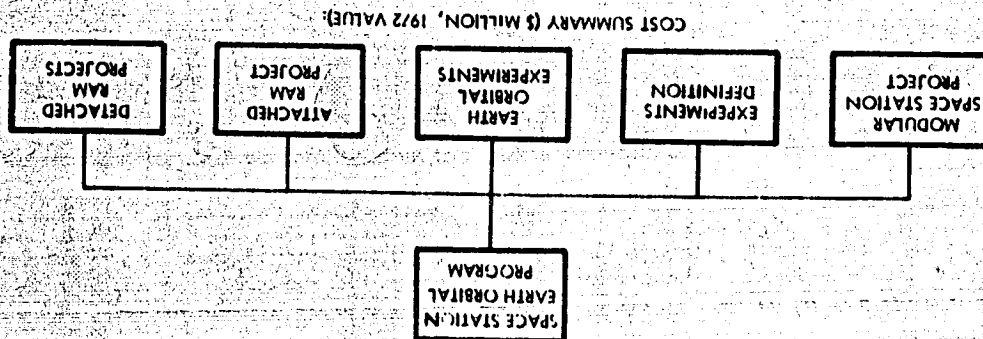 SPACE STATION
EARTH ORBITAL
PROGRAM
MODULAR
SPACE STATION
PROJECT
EXPERIMENTS
DEFINITION
EARTH
ORBITAL
EXPERIMENTS
ATTACHED
RAM
PROJECT
DETACHED
RAM
PROJECTS
COST SUMMARY ($ MILLION, 1972 VALUE):